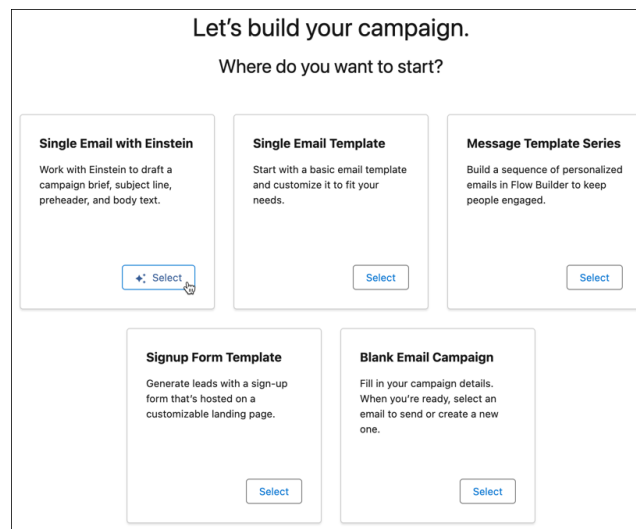 Let's build your campaign.
Where do you want to start?
Single Email with Einstein
Work with Einstein to draft a
campaign brief, subject line,
preheader, and body text.
Select
Single Email Template
Start with a basic email template
and customize it to fit your
needs.
Select
Message Template Series
Build a sequence of personalized
emails in Flow Builder to keep
people engaged.
Select
Signup Form Template
Generate leads with a sign-up
form that's hosted on a
customizable landing page.
Select
Blank Email Campaign
Fill in your campaign details.
When you're ready, select an
email to send or create a new
one.
Select